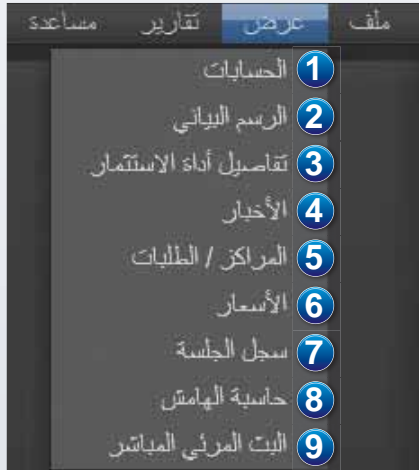 ملف عرض تقارير مساعدة
1 الحسابات
2 الرسم البياني
3 تفاصيل أداة الاستثمار
4 الأخبار
5 المراكز / الطلبات
6 الأسعار
7 سجل الجلسة
8 حاسبة الهامش
9 البث المرئي المباشر